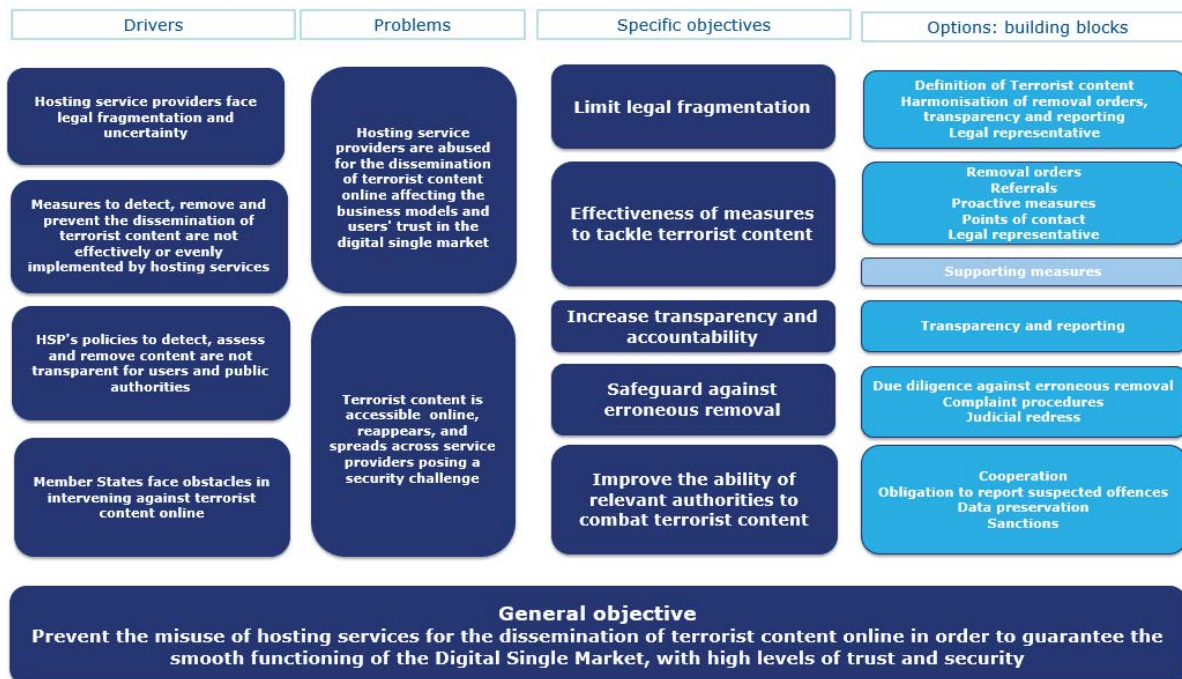 Drivers
Problems
Specific objectives
Options: building blocks
Hosting service providers face
legal fragmentation and
uncertainty
Measures to detect, remove and
prevent the dissemination of
terrorist content are not
effectively or evenly
implemented by hosting services
HSP's policies to detect, assess
and remove content are not
transparent for users and public
authorities
Member States face obstacles in
intervening against terrorist
content online
Hosting service
providers are abused
for the dissemination
of terrorist content
online affecting the
business models and
users' trust in the
digital single market
Terrorist content is
accessible online,
reappears, and
spreads across service
providers posing a
security challenge
Limit legal fragmentation
Effectiveness of measures
to tackle terrorist content
Increase transparency and
accountability
Safeguard against
erroneous removal
Improve the ability of
relevant authorities to
combat terrorist content
Definition of Terrorist content
Harmonisation of removal orders,
transparency and reporting
Legal representative
Removal orders
Referrals
Proactive measures
Points of contact
Legal representative
Supporting measures
Transparency and reporting
Due diligence against erroneous removal
Complaint procedures
Judicial redress
Cooperation
Obligation to report suspected offences
Data preservation
Sanctions
General objective
Prevent the misuse of hosting services for the dissemination of terrorist content online in order to guarantee the
smooth functioning of the Digital Single Market, with high levels of trust and security